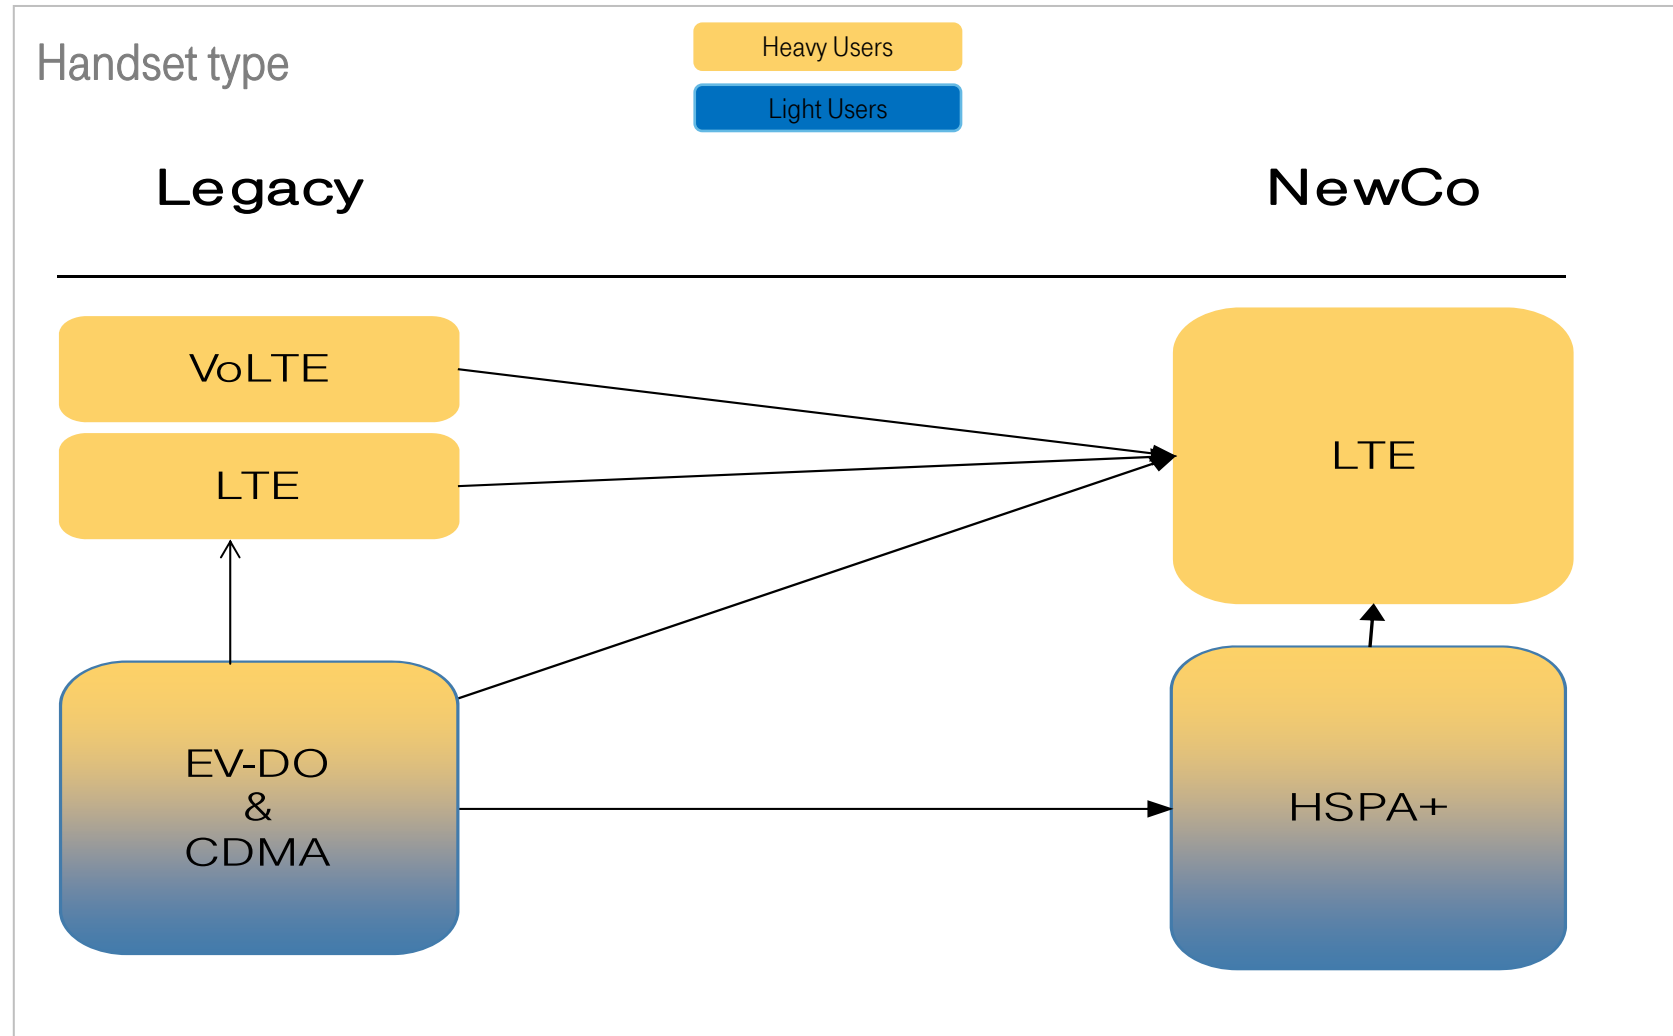 Handset type
Heavy Users
Light Users
Legacy
NewCo
VoLTE
LTE
LTE
EV-DO
&
CDMA
HSPA+